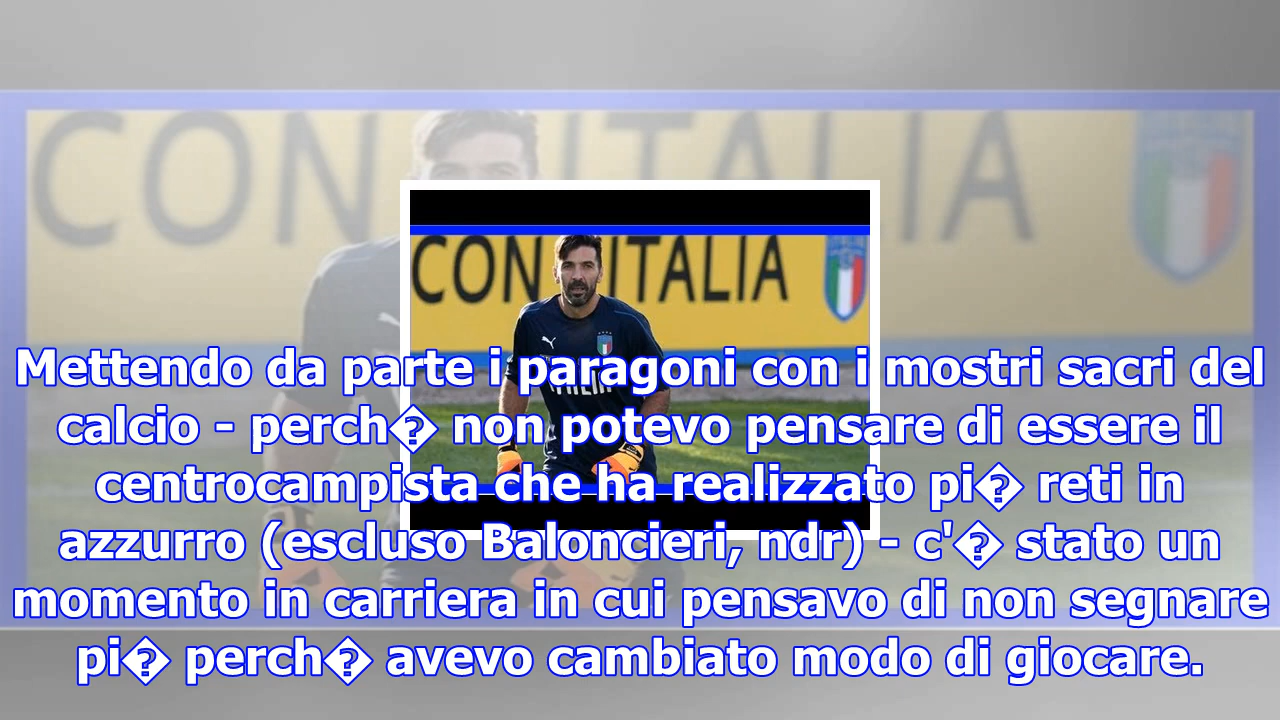 CON ITALIA
CON ITALIA
ITALIA
Mettendo da parte i paragoni con i mostri sacri del
calcio - perch� non potevo pensare di essere il
centrocampista che ha realizzato pi� reti in
azzurro (escluso Baloncieri, ndr) - c'� stato un
momento in carriera in cui pensavo di non segnare
pi� perch� avevo cambiato modo di giocare.